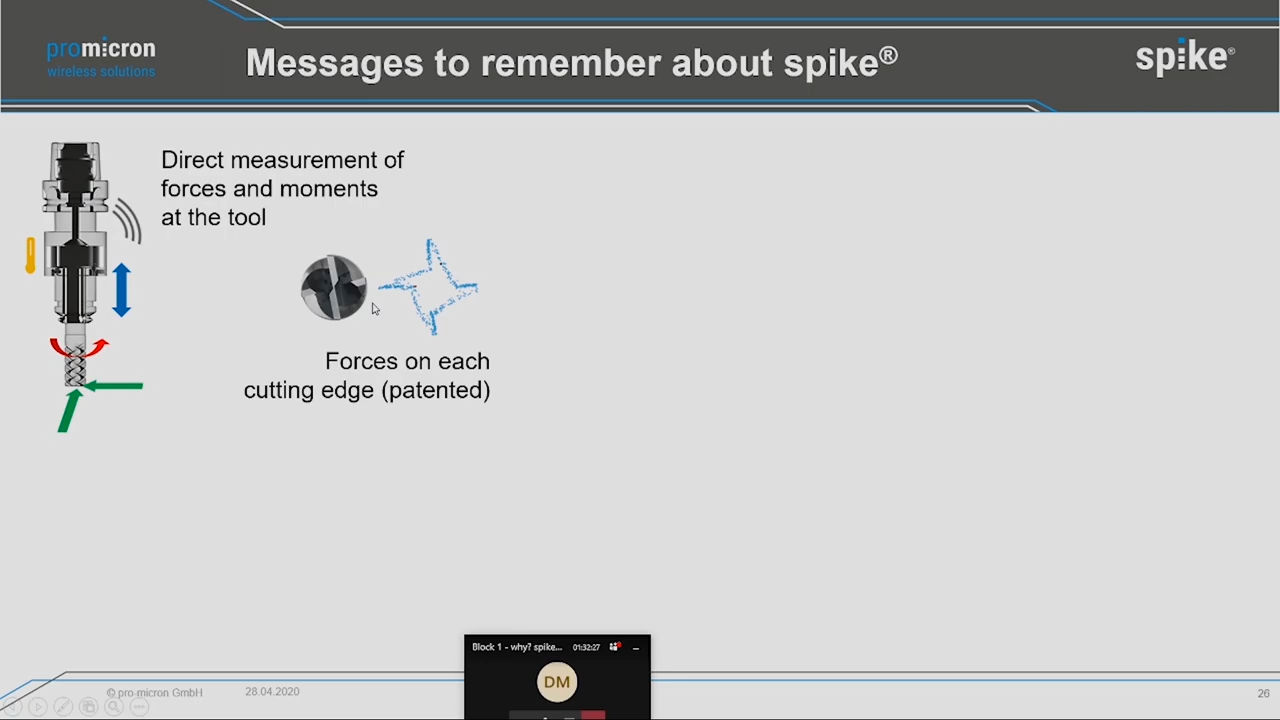 promicron
wireless solutions
Messages to remember about spike®
spike®
Direct measurement of
forces and moments
at the tool
Forces on each
cutting edge (patented)
Block 1 - why? spike... 01:32:27
DM
© pro-micron GmbH
28.04.2020
26